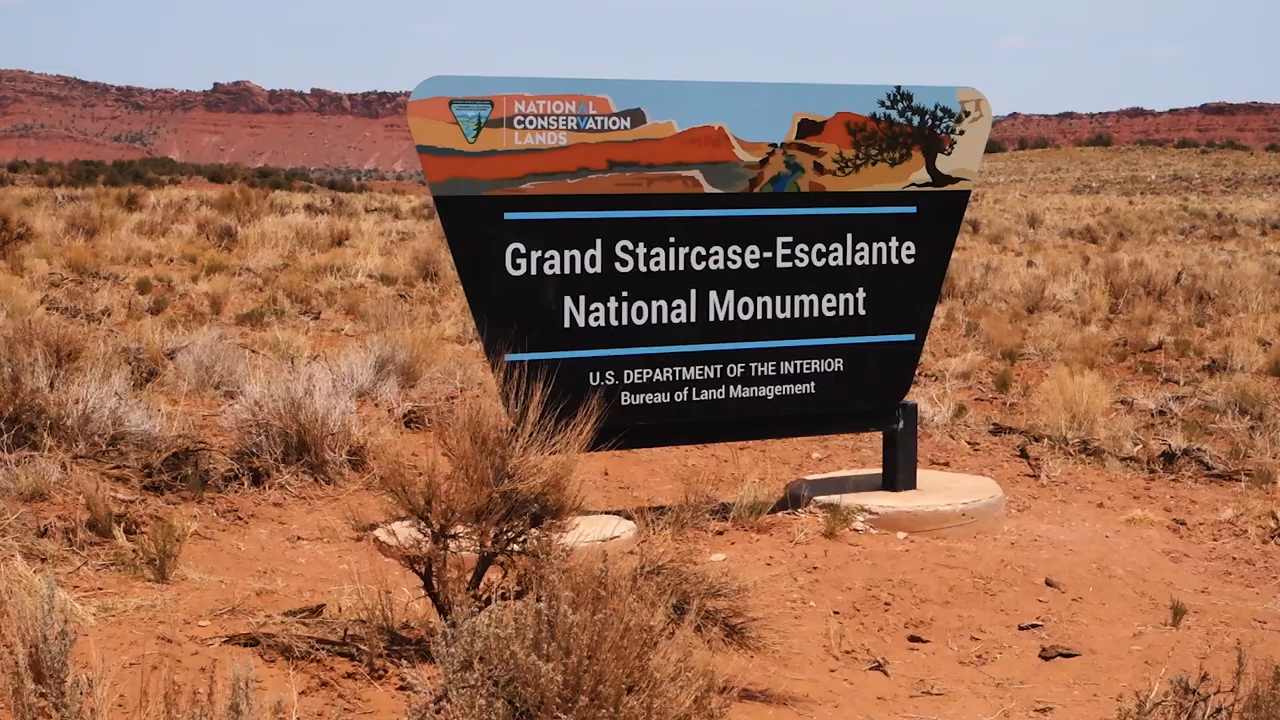 NATIONAL
CONSERVATION
LANDS
Grand Staircase-Escalante
National Monument
U.S. DEPARTMENT OF THE INTERIOR
Bureau of Land Management